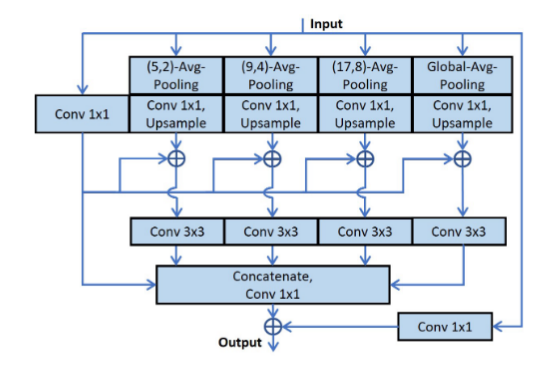 Input
(5,2)-Avg-
Pooling
(9,4)-Avg-
Pooling
(17,8)-Avg-
Pooling
Global-Avg-
Pooling
Conv 1x1
Conv 1x1,
Upsample
Conv 1x1,
Upsample
Conv 1x1,
Upsample
Conv 1x1,
Upsample
Conv 3x3
Conv 3x3
Conv 3x3
Conv 3x3
Concatenate,
Conv 1x1
Conv 1x1
Output